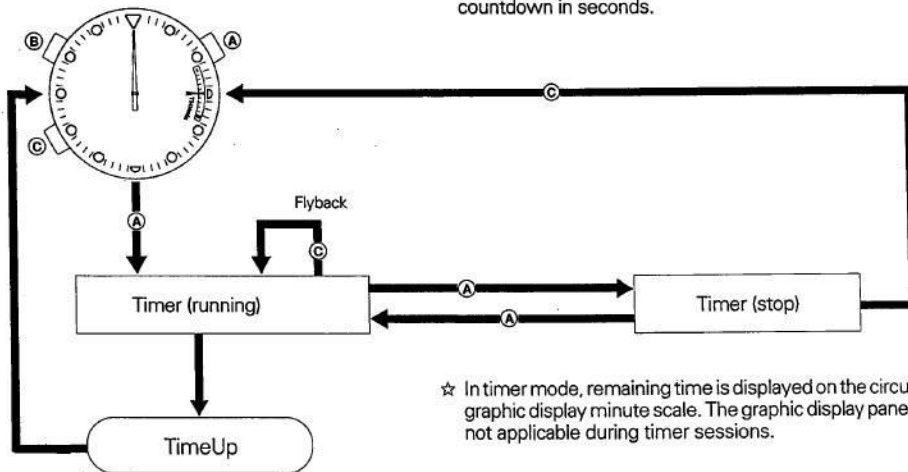 countdown in seconds.
B
A
C
C
A
Flyback
C
Timer (running)
A
A
Timer (stop)
☆ In timer mode, remaining time is displayed on the circu
graphic display minute scale. The graphic display pane
not applicable during timer sessions.
TimeUp